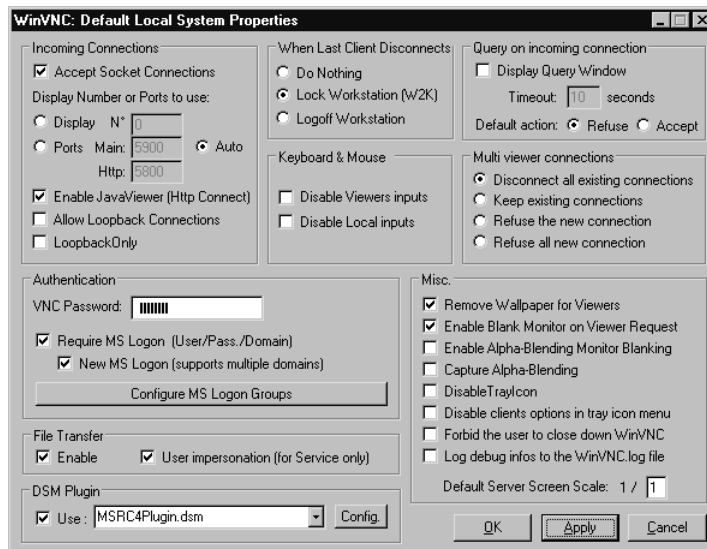 WinVNC: Default Local System Properties
Incoming Connections
Accept Socket Connections
Display Number or Ports to use:
Display N° 0
Ports Main: 5900 Auto
Http: 5800
Enable JavaViewer (Http Connect)
Allow Loopback Connections
LoopbackOnly
When Last Client Disconnects
Do Nothing
Lock Workstation (W2K)
Logoff Workstation
Keyboard & Mouse
Disable Viewers inputs
Disable Local inputs
Query on incoming connection
Display Query Window
Timeout: 10 seconds
Default action: Refuse Accept
Multi viewer connections
Disconnect all existing connections
Keep existing connections
Refuse the new connection
Refuse all new connection
Authentication
VNC Password:
Require MS Logon (User/Pass./Domain)
New MS Logon (supports multiple domains)
Configure MS Logon Groups
File Transfer
Enable User impersonation (for Service only)
DSM Plugin
Use : MSRC4Plugin.dsm Config.
Misc.
Remove Wallpaper for Viewers
Enable Blank Monitor on Viewer Request
Enable Alpha-Blending Monitor Blanking
Capture Alpha-Blending
DisableTrayIcon
Disable clients options in tray icon menu
Forbid the user to close down WinVNC
Log debug infos to the WinVNC.log file
Default Server Screen Scale: 1 / 1
OK Apply Cancel